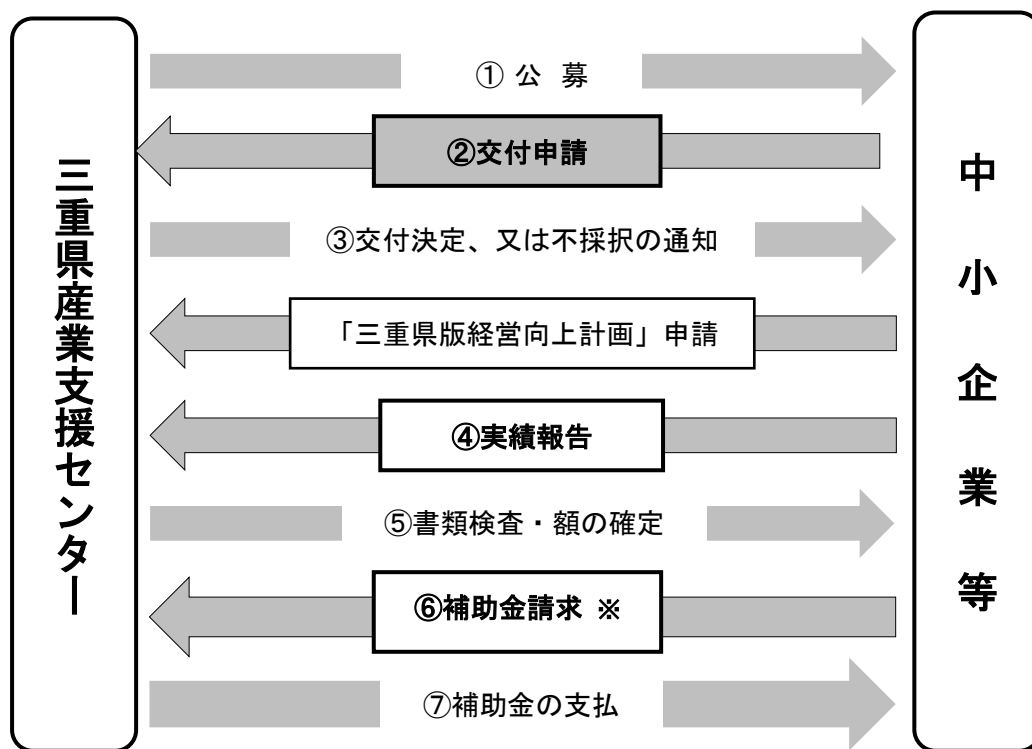 三重県産業支援センター
① 公 募
②交付申請
③交付決定、又は不採択の通知
「三重県版経営向上計画」申請
④実績報告
⑤書類検査・額の確定
⑥補助金請求 ※
⑦補助金の支払
中小企業等